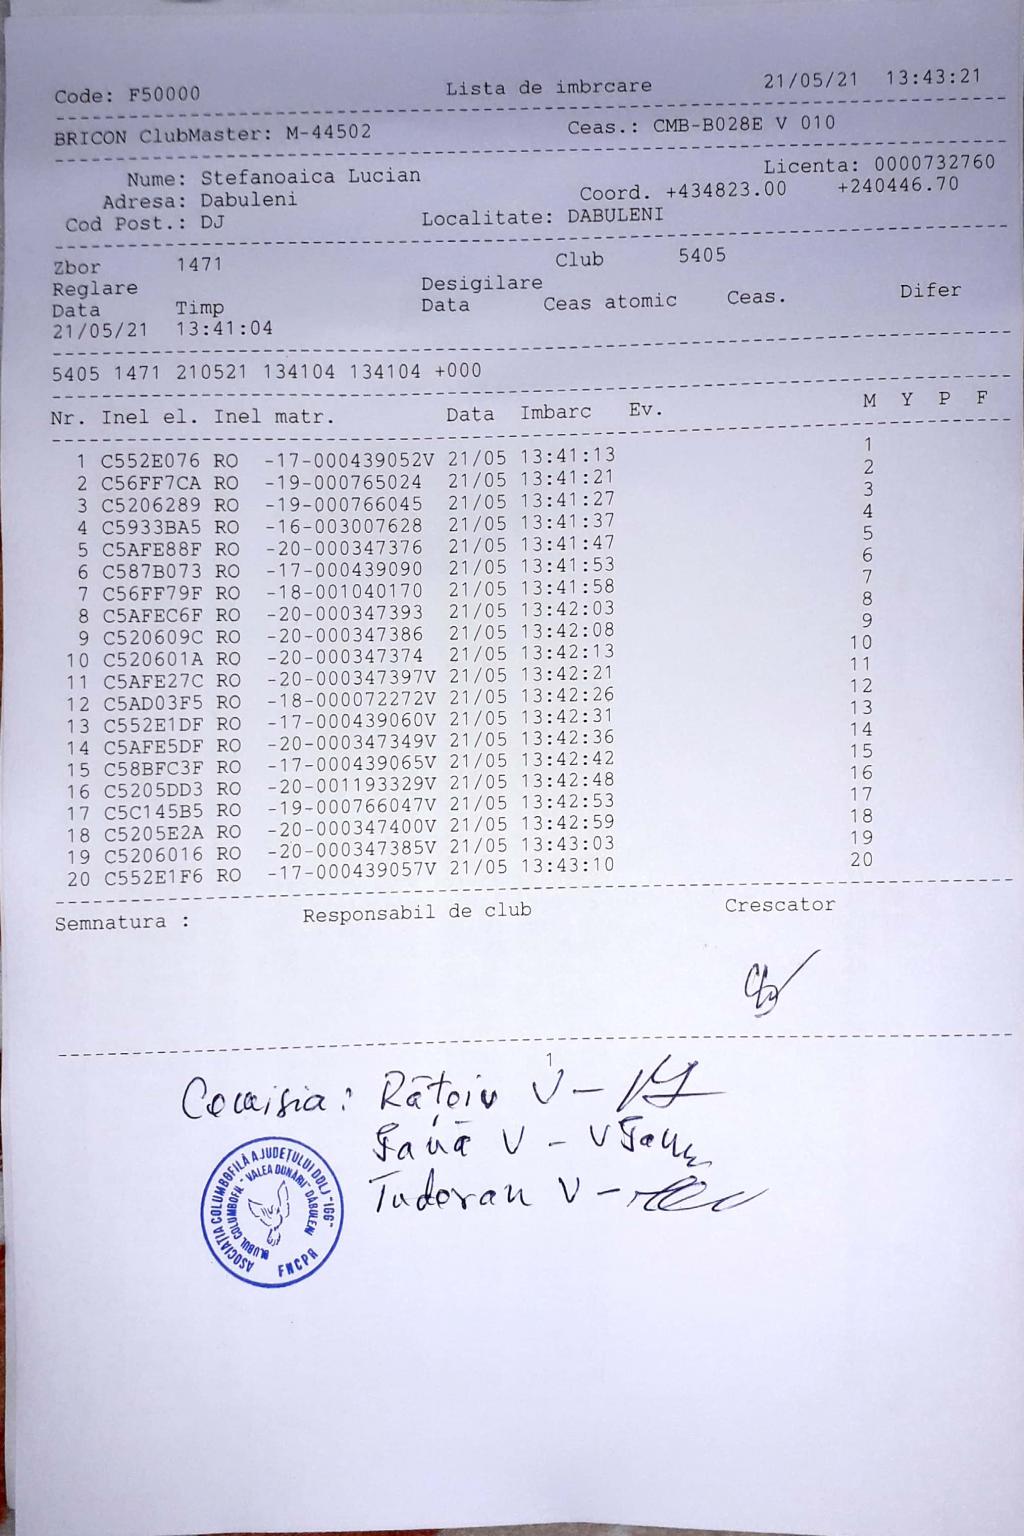 Code: F50000 Lista de imbrcare 21/05/21 13:43:21
BRICON ClubMaster: M-44502 Ceas.: CMB-B028E V 010
Nume: Stefanoaica Lucian Licenta: 0000732760
Adresa: Dabuleni Coord. +434823.00 +240446.70
Cod Post.: DJ Localitate: DABULENI
Zbor 1471 Club 5405
Reglare Desigilare
Data Timp Data Ceas atomic Ceas. Difer
21/05/21 13:41:04
5405 1471 210521 134104 134104 +000
Nr. Inel el. Inel matr. Data Imbarc Ev. M Y P F
1 C552E076 RO -17-000439052V 21/05 13:41:13 1
2 C56FF7CA RO -19-000765024 21/05 13:41:21 2
3 C5206289 RO -19-000766045 21/05 13:41:27 3
4 C5933BA5 RO -16-003007628 21/05 13:41:37 4
5 C5AFE88F RO -20-000347376 21/05 13:41:47 5
6 C587B073 RO -17-000439090 21/05 13:41:53 6
7 C56FF79F RO -18-001040170 21/05 13:41:58 7
8 C5AFEC6F RO -20-000347393 21/05 13:42:03 8
9 C520609C RO -20-000347386 21/05 13:42:08 9
10 C520601A RO -20-000347374 21/05 13:42:13 10
11 C5AFE27C RO -20-000347397V 21/05 13:42:21 11
12 C5AD03F5 RO -18-000072272V 21/05 13:42:26 12
13 C552E1DF RO -17-000439060V 21/05 13:42:31 13
14 C5AFE5DF RO -20-000347349V 21/05 13:42:36 14
15 C58BFC3F RO -17-000439065V 21/05 13:42:42 15
16 C5205DD3 RO -20-001193329V 21/05 13:42:48 16
17 C5C145B5 RO -19-000766047V 21/05 13:42:53 17
18 C5205E2A RO -20-000347400V 21/05 13:42:59 18
19 C5206016 RO -20-000347385V 21/05 13:43:03 19
20 C552E1F6 RO -17-000439057V 21/05 13:43:10 20
Semnatura : Responsabil de club Crescator
1
Comisia: Rățoiu V -
Fană V -
Tudoran V -
ASOCIAȚIA COLUMBOFILĂ A JUDEȚULUI DOLJ "IGG"
CLUBUL COLUMBOFIL "VALEA DUNĂRII" DĂBULENI
FNCPR